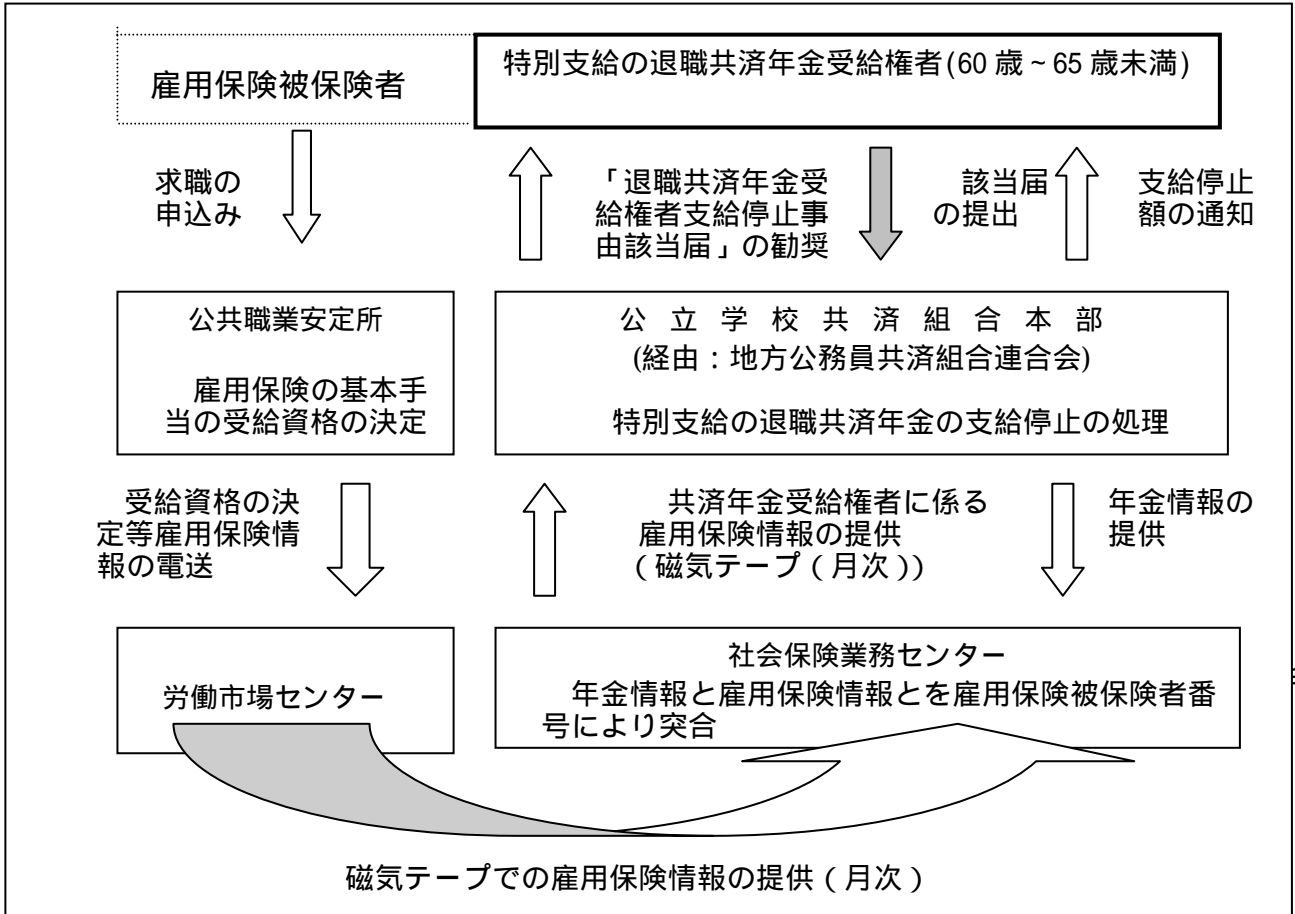 雇用保険被保険者
特別支給の退職共済年金受給権者(60 歳～65 歳未満)
求職の
申込み
「退職共済年金受
給権者支給停止事
由該当届」の勧奨
該当届
の提出
支給停止
額の通知
公共職業安定所
雇用保険の基本手
当の受給資格の決定
公 立 学 校 共 済 組 合 本 部
(経由：地方公務員共済組合連合会)
特別支給の退職共済年金の支給停止の処理
受給資格の決
定等雇用保険情
報の電送
共済年金受給権者に係る
雇用保険情報の提供
（磁気テープ（月次））
年金情報の
提供
労働市場センター
社会保険業務センター
年金情報と雇用保険情報とを雇用保険被保険者番
号により突合
磁気テープでの雇用保険情報の提供（月次）